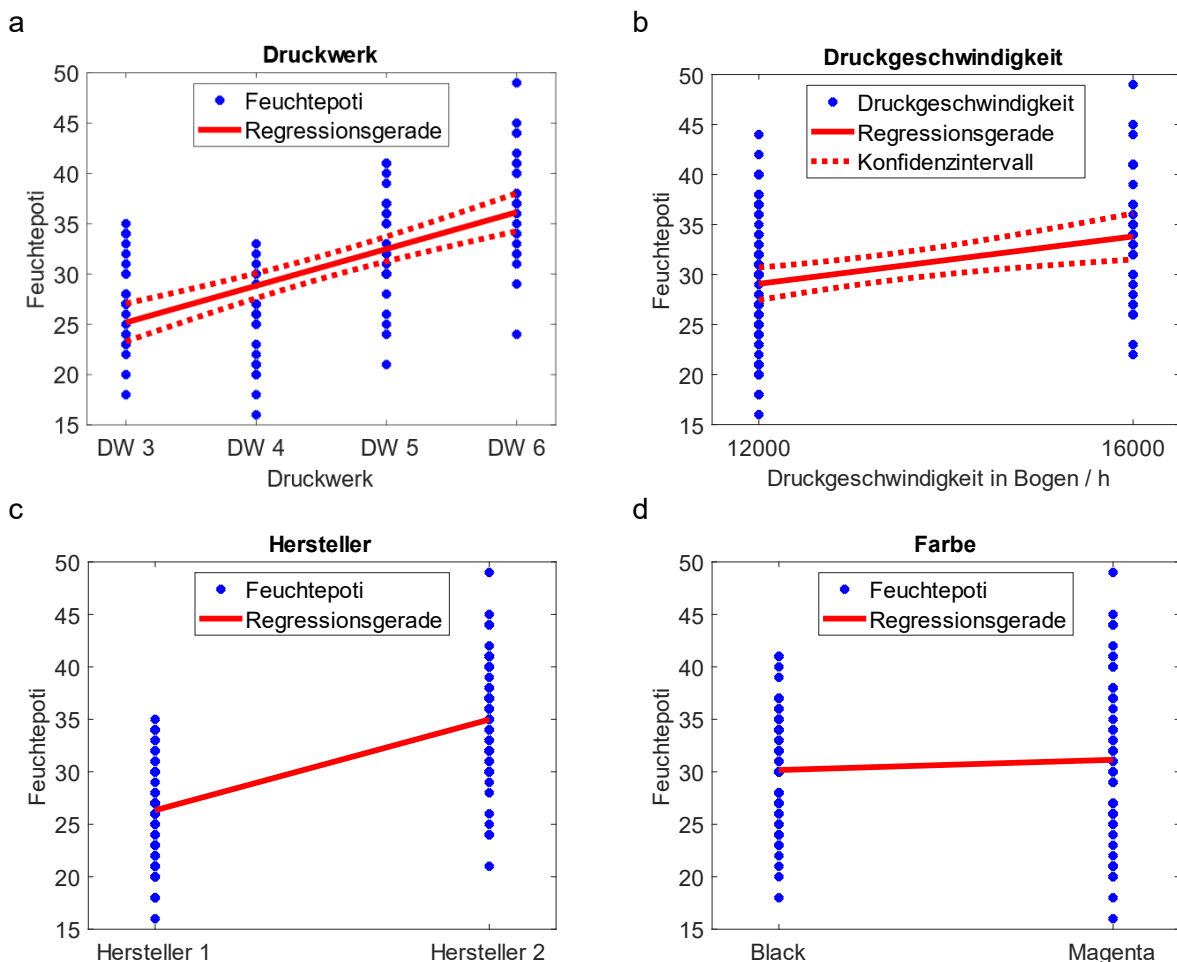 a
Druckwerk
50
45
40
35
30
25
20
15
Feuchtepoti
Feuchtepoti
Regressionsgerade
DW 3 DW 4 DW 5 DW 6
Druckwerk
b
Druckgeschwindigkeit
50
45
40
35
30
25
20
15
Feuchtepoti
Druckgeschwindigkeit
Regressionsgerade
Konfidenzintervall
12000 16000
Druckgeschwindigkeit in Bogen / h
c
Hersteller
50
45
40
35
30
25
20
15
Feuchtepoti
Feuchtepoti
Regressionsgerade
Hersteller 1 Hersteller 2
d
Farbe
50
45
40
35
30
25
20
15
Feuchtepoti
Feuchtepoti
Regressionsgerade
Black Magenta